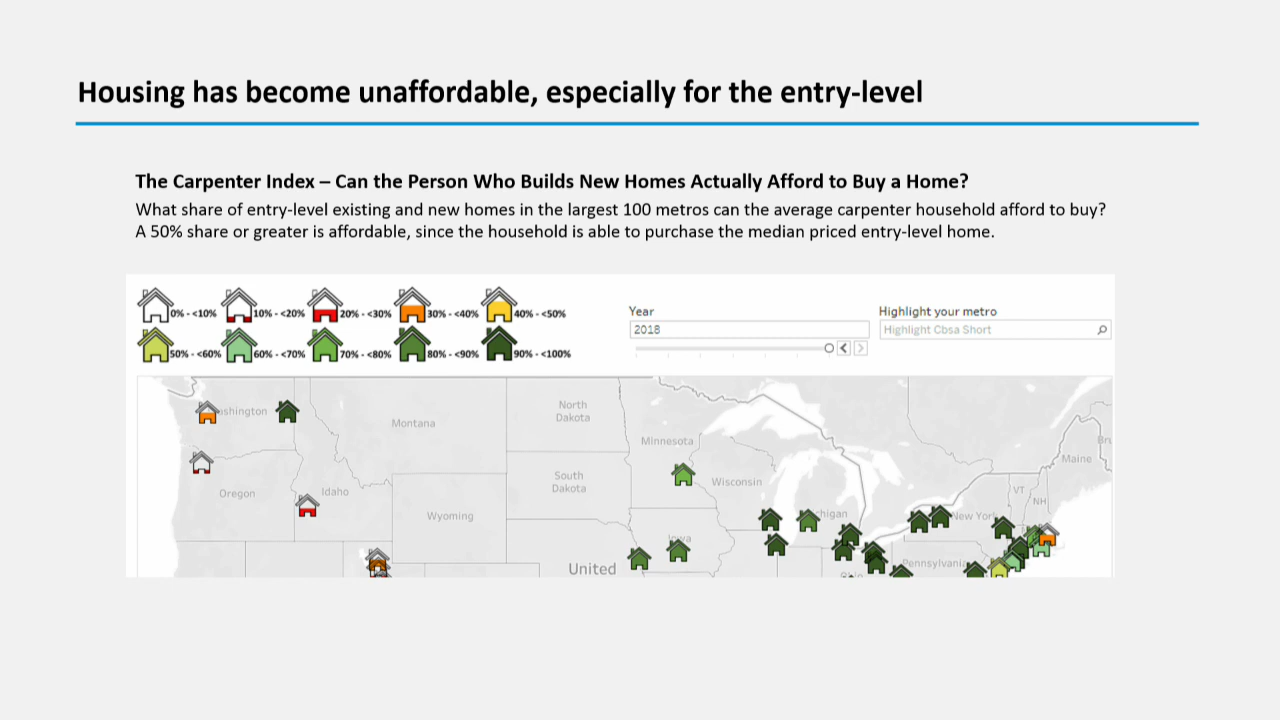 Housing has become unaffordable, especially for the entry-level
The Carpenter Index – Can the Person Who Builds New Homes Actually Afford to Buy a Home?
What share of entry-level existing and new homes in the largest 100 metros can the average carpenter household afford to buy?
A 50% share or greater is affordable, since the household is able to purchase the median priced entry-level home.
0% - <10% 10% - <20% 20% - <30% 30% - <40% 40% - <50%
50% - <60% 60% - <70% 70% - <80% 80% - <90% 90% - <100%
Year
2018
Highlight your metro
Highlight Cbsa Short
shington
Montana
North
Dakota
Minnesota
Bru
Maine
Oregon
Idaho
Wyoming
South
Dakota
Wisconsin
chigan
New York
VT
NH
United
Pennsylvania